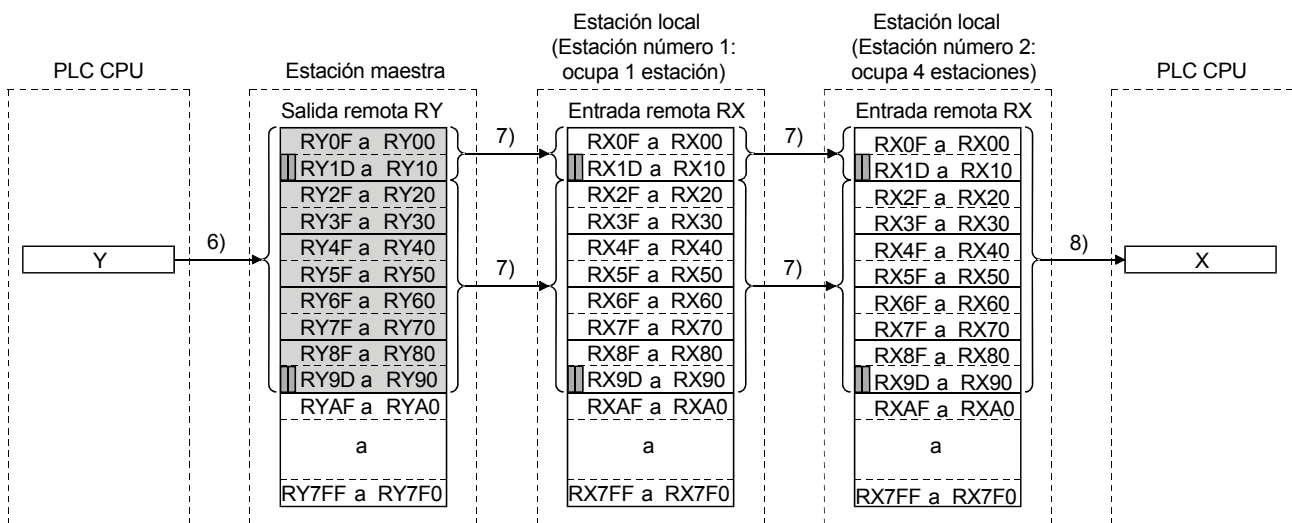 PLC CPU
Estación maestra
Estación local
(Estación número 1:
ocupa 1 estación)
Estación local
(Estación número 2:
ocupa 4 estaciones)
PLC CPU
Y
6)
Salida remota RY
RY0F a RY00
RY1D a RY10
RY2F a RY20
RY3F a RY30
RY4F a RY40
RY5F a RY50
RY6F a RY60
RY7F a RY70
RY8F a RY80
RY9D a RY90
RYAF a RYA0
a
RY7FF a RY7F0
7)
7)
Entrada remota RX
RX0F a RX00
RX1D a RX10
RX2F a RX20
RX3F a RX30
RX4F a RX40
RX5F a RX50
RX6F a RX60
RX7F a RX70
RX8F a RX80
RX9D a RX90
RXAF a RXA0
a
RX7FF a RX7F0
7)
7)
Entrada remota RX
RX0F a RX00
RX1D a RX10
RX2F a RX20
RX3F a RX30
RX4F a RX40
RX5F a RX50
RX6F a RX60
RX7F a RX70
RX8F a RX80
RX9D a RX90
RXAF a RXA0
a
RX7FF a RX7F0
8)
X